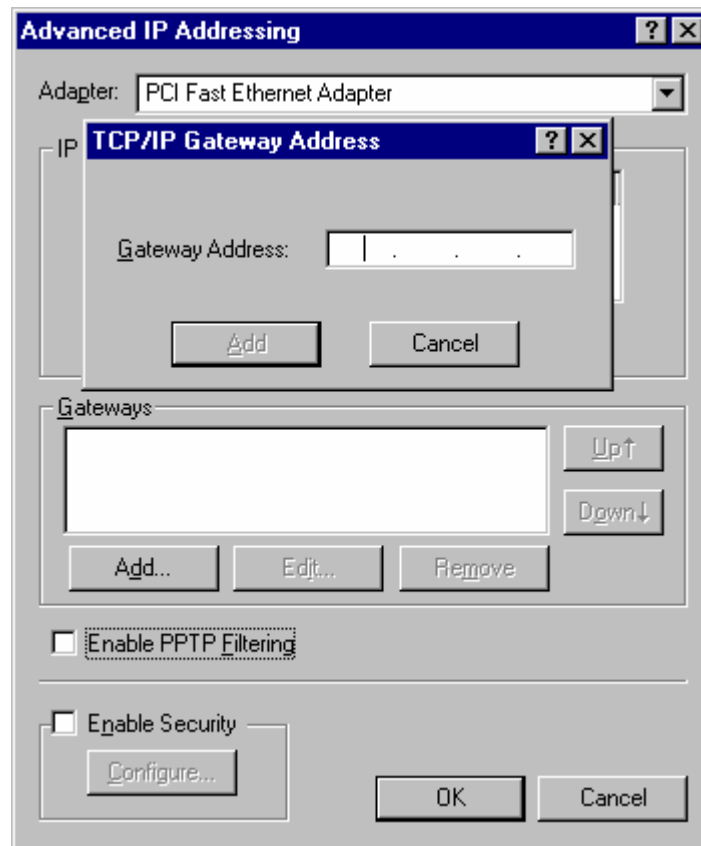 Advanced IP Addressing
Adapter: PCI Fast Ethernet Adapter
IP
TCP/IP Gateway Address
Gateway Address: . . .
Add Cancel
Gateways
Up↑
Down↓
Add... Edit... Remove
Enable PPTP Filtering
Enable Security
Configure...
OK Cancel